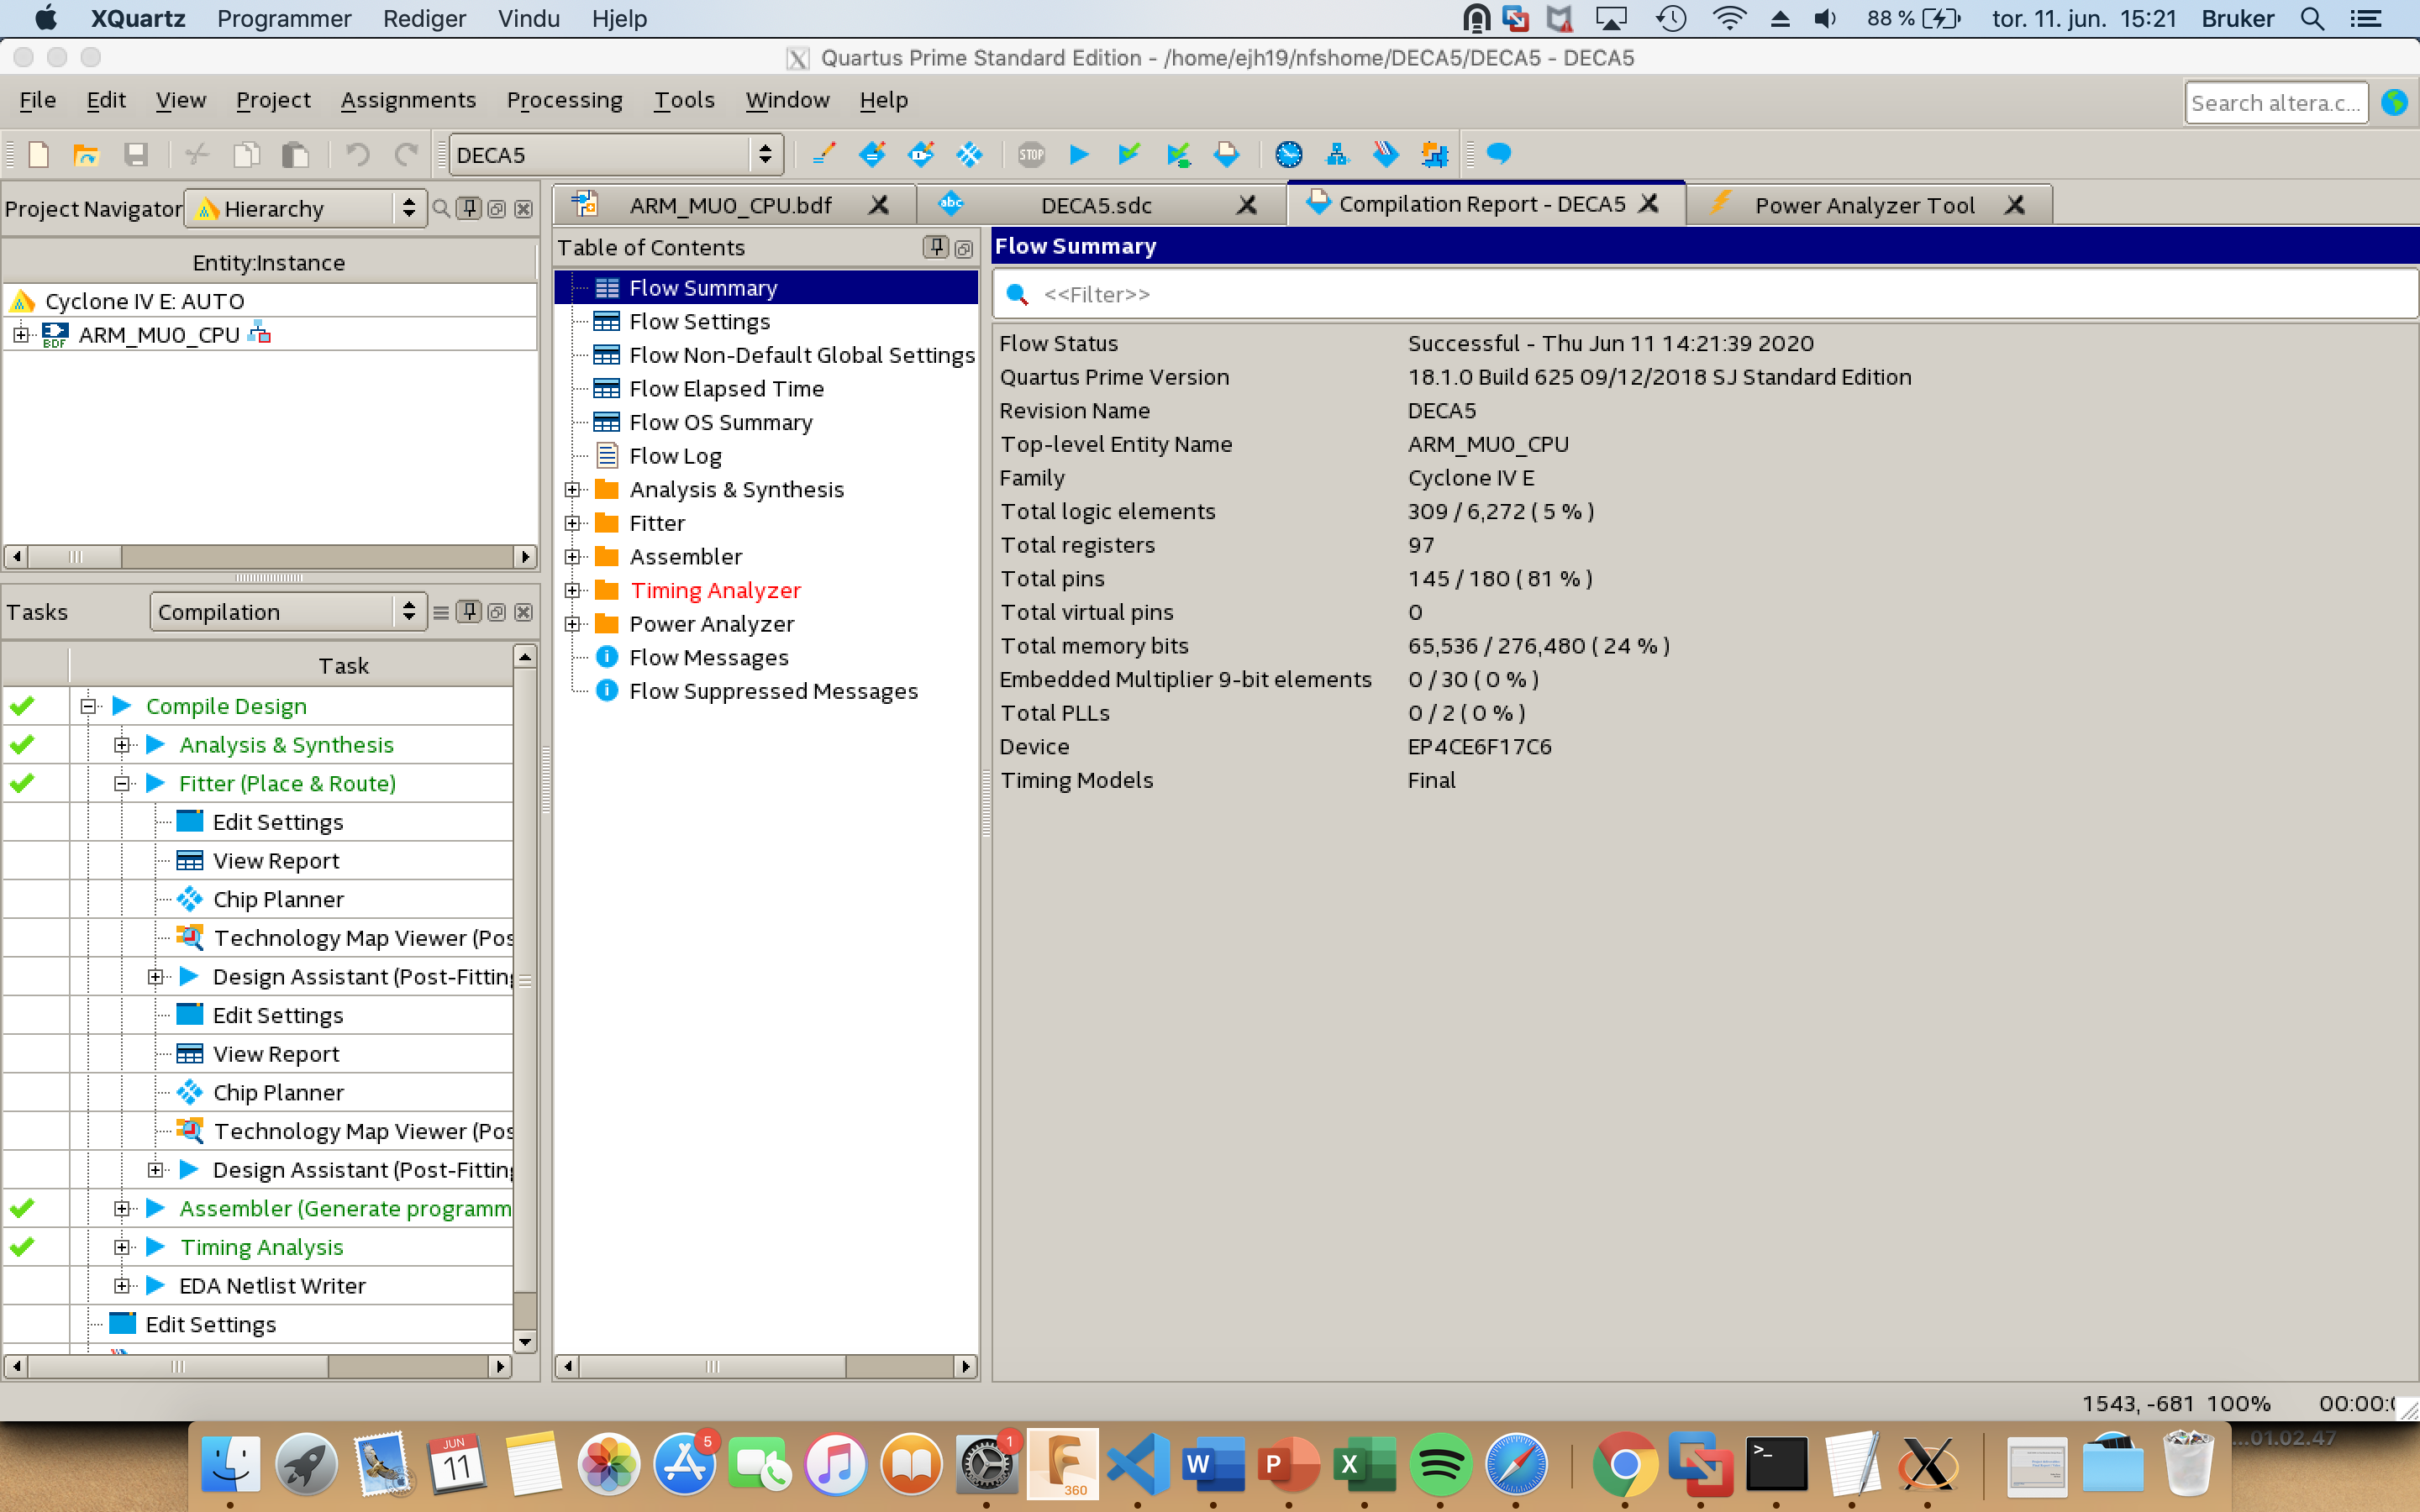 XQuartz Programmer Rediger Vindu Hjelp 88 % tor. 11. jun. 15:21 Bruker
Quartus Prime Standard Edition - /home/ejh19/nfshome/DECA5/DECA5 - DECA5
File Edit View Project Assignments Processing Tools Window Help Search altera.c...
DECA5 STOP
Project Navigator Hierarchy
Entity:Instance
Cyclone IV E: AUTO
BDF ARM_MU0_CPU
Tasks Compilation
Task
Compile Design
Analysis & Synthesis
Fitter (Place & Route)
Edit Settings
View Report
Chip Planner
Technology Map Viewer (Pos
Design Assistant (Post-Fitting
Edit Settings
View Report
Chip Planner
Technology Map Viewer (Pos
Design Assistant (Post-Fitting
Assembler (Generate programm
Timing Analysis
EDA Netlist Writer
Edit Settings
ARM_MU0_CPU.bdf abc DECA5.sdc Compilation Report - DECA5 Power Analyzer Tool
Table of Contents
Flow Summary
Flow Settings
Flow Non-Default Global Settings
Flow Elapsed Time
Flow OS Summary
Flow Log
Analysis & Synthesis
Fitter
Assembler
Timing Analyzer
Power Analyzer
Flow Messages
Flow Suppressed Messages
Flow Summary
<<Filter>>
Flow Status Successful - Thu Jun 11 14:21:39 2020
Quartus Prime Version 18.1.0 Build 625 09/12/2018 SJ Standard Edition
Revision Name DECA5
Top-level Entity Name ARM_MU0_CPU
Family Cyclone IV E
Total logic elements 309 / 6,272 ( 5 % )
Total registers 97
Total pins 145 / 180 ( 81 % )
Total virtual pins 0
Total memory bits 65,536 / 276,480 ( 24 % )
Embedded Multiplier 9-bit elements 0 / 30 ( 0 % )
Total PLLs 0 / 2 ( 0 % )
Device EP4CE6F17C6
Timing Models Final
1543, -681 100% 00:00:0
...01.02.47
JUN 11 5 1 360 W P X >_